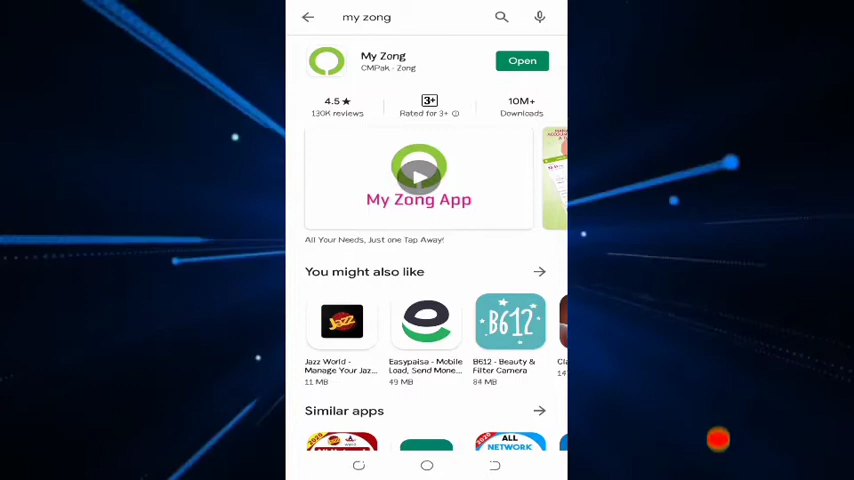 my zong
My Zong
CMPak - Zong
Open
4.5★
130K reviews
3+
Rated for 3+
10M+
Downloads
My Zong App
All Your Needs, Just one Tap Away!
You might also like
Jazz
B612
Jazz World -
Manage Your Jaz...
11 MB
Easypaisa - Mobile
Load, Send Mone...
49 MB
B612 - Beauty &
Filter Camera
84 MB
Similar apps
2020
2020
ALL
NETWORK